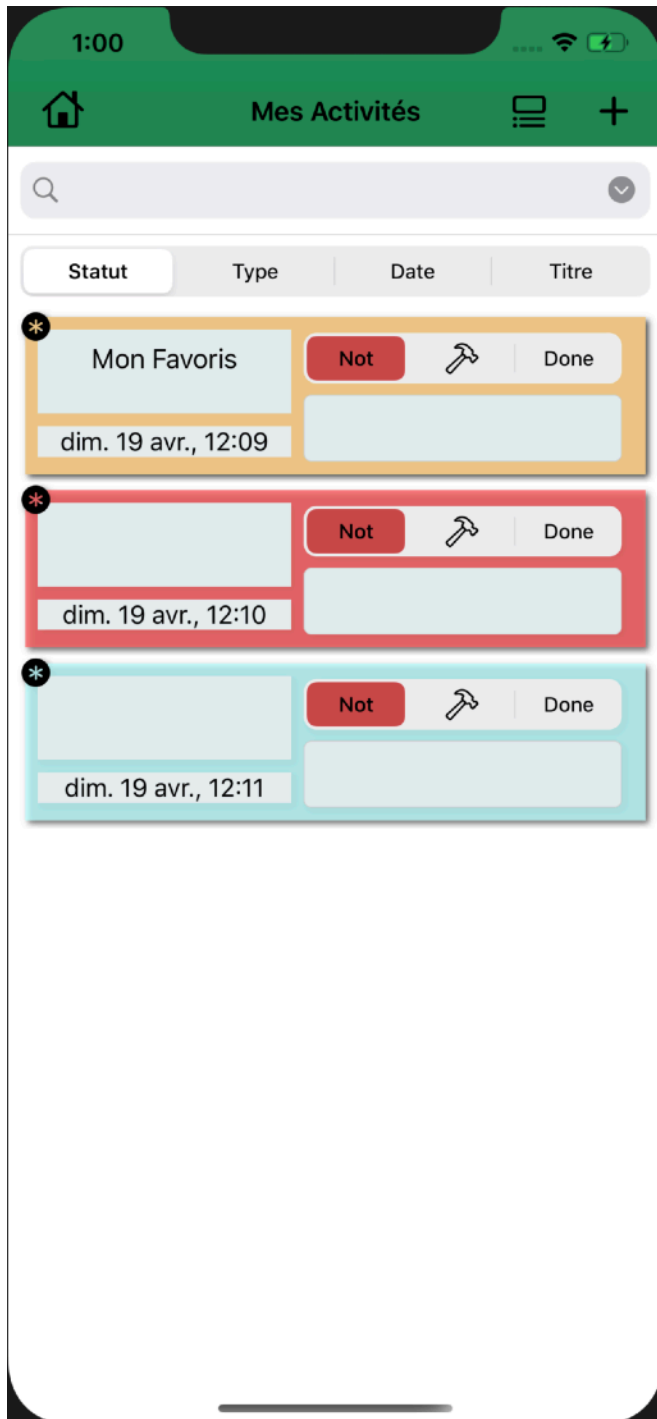 1:00
Mes Activités
Statut Type Date Titre
Mon Favoris
Not Done
dim. 19 avr., 12:09
Not Done
dim. 19 avr., 12:10
Not Done
dim. 19 avr., 12:11